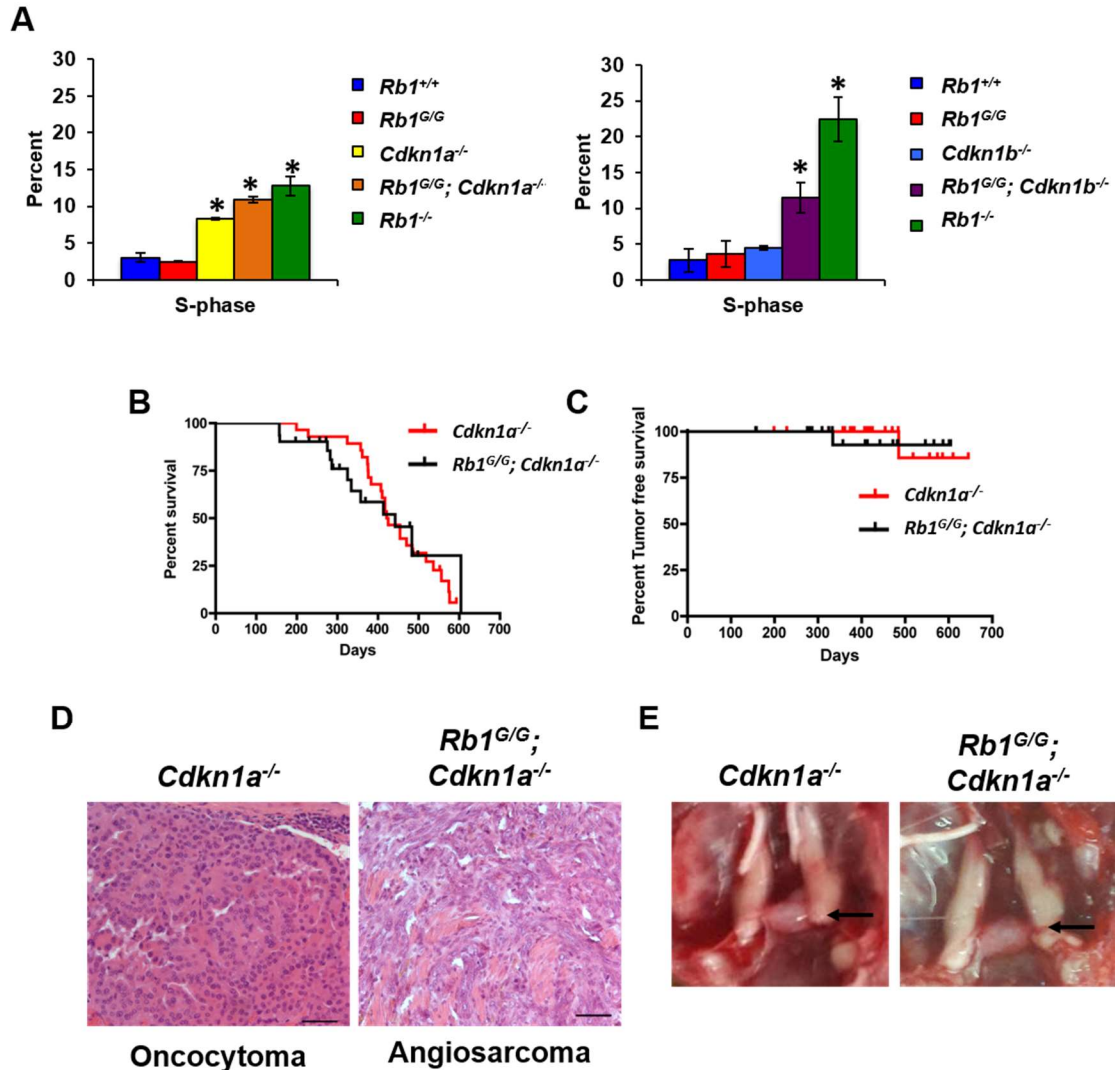 A
30
25
20
15
10
5
0
Percent
S-phase
Rb1+/+
Rb1G/G
Cdkn1a-/-
Rb1G/G; Cdkn1a-/-
Rb1-/-
* * *
30
25
20
15
10
5
0
Percent
S-phase
Rb1+/+
Rb1G/G
Cdkn1b-/-
Rb1G/G; Cdkn1b-/-
Rb1-/-
* *
B
100
75
50
25
0
Percent survival
0 100 200 300 400 500 600 700
Days
Cdkn1a-/-
Rb1G/G; Cdkn1a-/-
C
100
75
50
25
0
Percent Tumor free survival
0 100 200 300 400 500 600 700
Days
Cdkn1a-/-
Rb1G/G; Cdkn1a-/-
D
Cdkn1a-/-
Rb1G/G;
Cdkn1a-/-
Oncocytoma
Angiosarcoma
E
Cdkn1a-/-
Rb1G/G;
Cdkn1a-/-